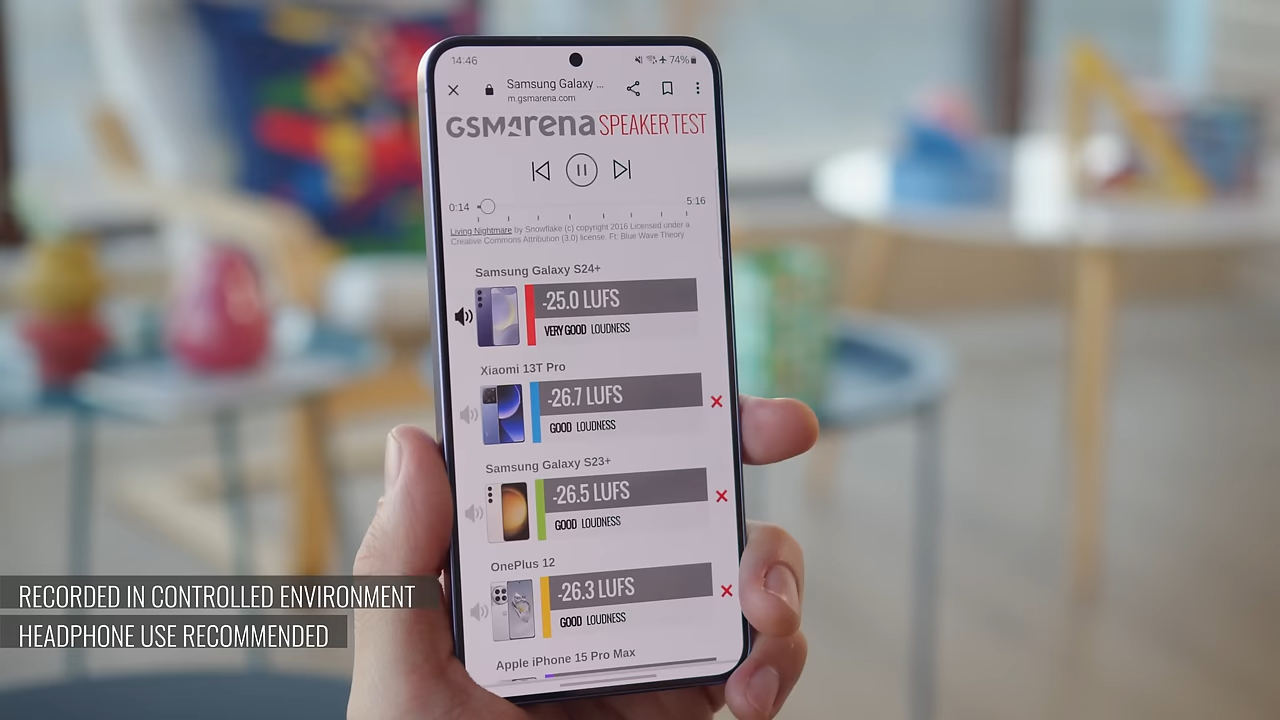 14:46
74%
Samsung Galaxy ...
m.gsmarena.com
GSMArena SPEAKER TEST
0:14
5:16
Living Nightmare by Snowflake (c) copyright 2016 Licensed under a
Creative Commons Attribution (3.0) license. Ft: Blue Wave Theory
Samsung Galaxy S24+
-25.0 LUFS
VERY GOOD LOUDNESS
Xiaomi 13T Pro
-26.7 LUFS
GOOD LOUDNESS
Samsung Galaxy S23+
-26.5 LUFS
GOOD LOUDNESS
OnePlus 12
-26.3 LUFS
GOOD LOUDNESS
Apple iPhone 15 Pro Max
RECORDED IN CONTROLLED ENVIRONMENT
HEADPHONE USE RECOMMENDED